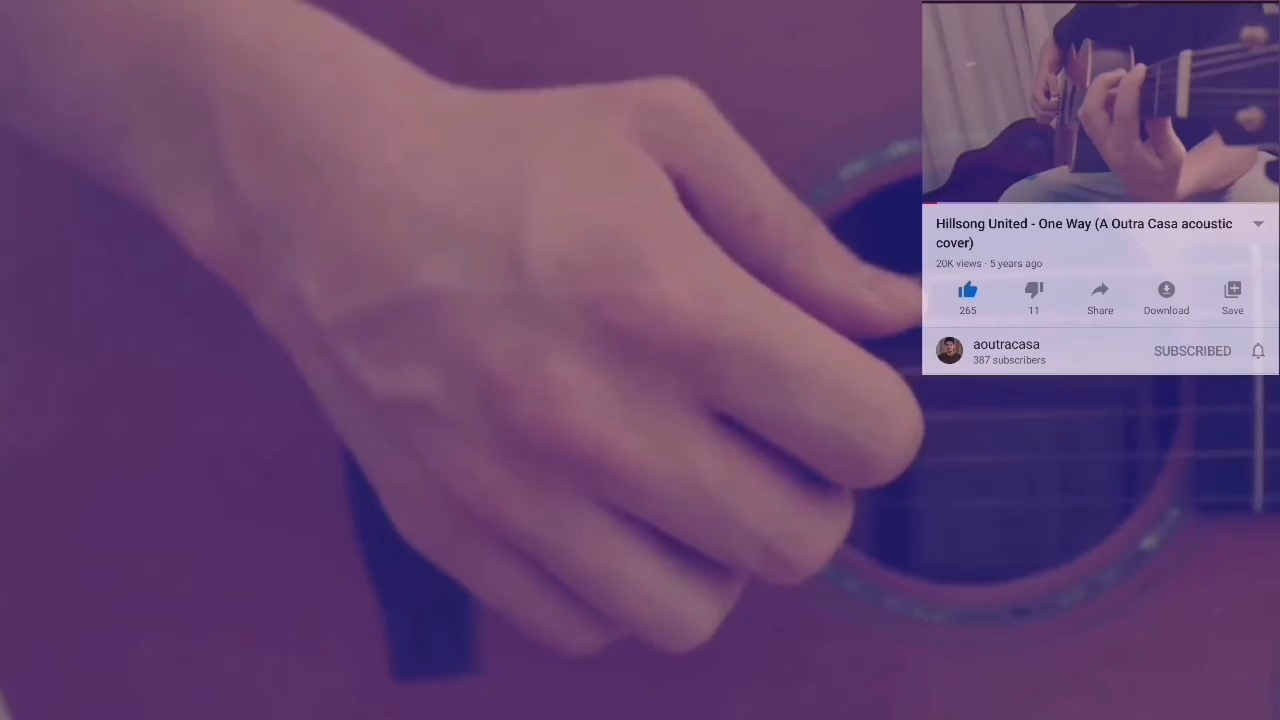 Hillsong United - One Way (A Outra Casa acoustic
cover)
20K views · 5 years ago
265
11
Share
Download
Save
aoutracasa
SUBSCRIBED
387 subscribers